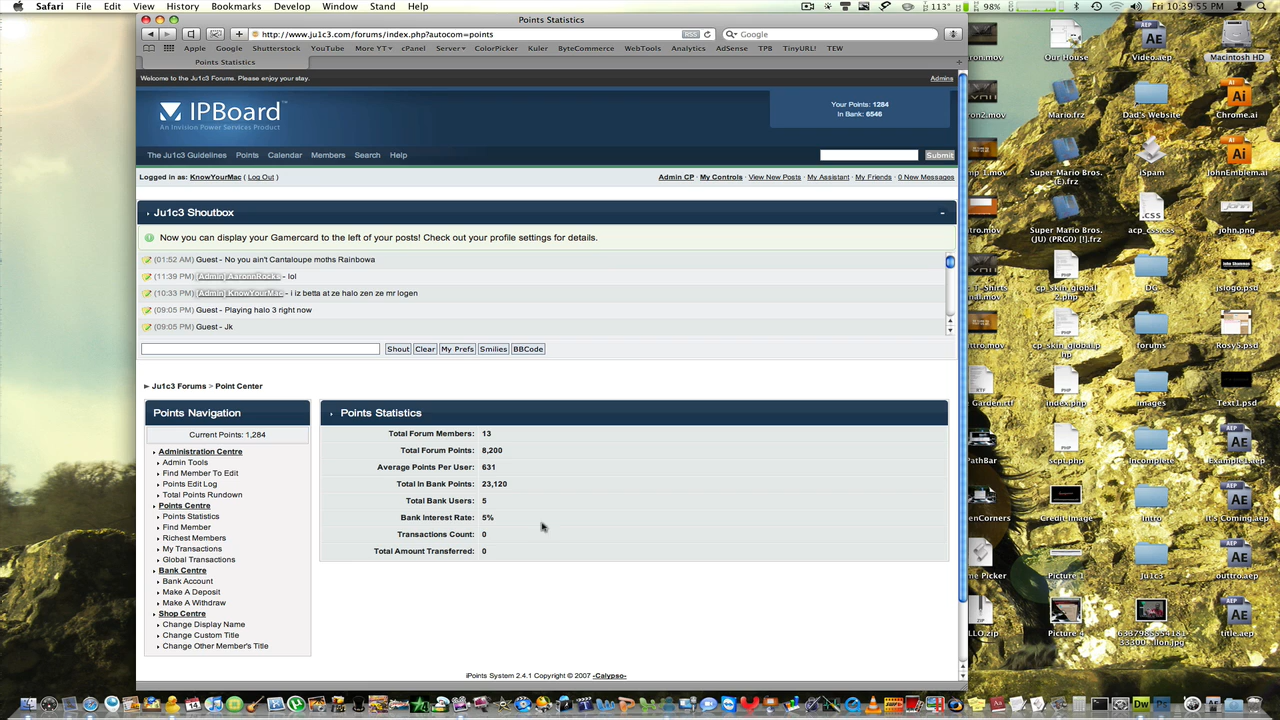 Safari File Edit View History Bookmarks Develop Window Stand Help
113° 98% Fri 10:39:55 PM
Points Statistics
http://www.ju1c3.com/forums/index.php?autocom=points RSS Google
Apple Google Shutterstock YouTube More YT Server cPanel ColorPicker Kuler ByteCommerce WebTools Analytics AdSense TPB TinyURL! TEW
Points Statistics
Welcome to the Ju1c3 Forums. Please enjoy your stay. Admins
IPBoard
An Invision Power Services Product
Your Points: 1284
In Bank: 6546
The Ju1c3 Guidelines Points Calendar Members Search Help Submit
Logged in as: KnowYourMac ( Log Out ) Admin CP · My Controls · View New Posts · My Assistant · My Friends · 0 New Messages
Ju1c3 Shoutbox
Now you can display your Gamercard to the left of your posts! Check out your profile settings for details.
(01:52 AM) Guest - No you ain't Cantaloupe moths Rainbowa
(11:39 PM) [Admin] AaronRocks - lol
(10:33 PM) [Admin] KnowYourMac - i iz betta at ze halo zen ze mr logen
(09:05 PM) Guest - Playing halo 3 right now
(09:05 PM) Guest - Jk
Shout Clear My Prefs Smilies BBCode
Ju1c3 Forums > Point Center
Points Navigation
Current Points: 1,284
Administration Centre
Admin Tools
Find Member To Edit
Points Edit Log
Total Points Rundown
Points Centre
Points Statistics
Find Member
Richest Members
My Transactions
Global Transactions
Bank Centre
Bank Account
Make A Deposit
Make A Withdraw
Shop Centre
Change Display Name
Change Custom Title
Change Other Member's Title
Points Statistics
Total Forum Members: 13
Total Forum Points: 8,200
Average Points Per User: 631
Total In Bank Points: 23,120
Total Bank Users: 5
Bank Interest Rate: 5%
Transactions Count: 0
Total Amount Transferred: 0
iPoints System 2.4.1 Copyright © 2007 -Calypso-
Our House
Video.aep
Macintosh HD
Mario.frz
Dad's Website
Chrome.ai
Super Mario Bros. (E).frz
iSpam
JohnEmblem.ai
Super Mario Bros. (JU) (PRG0) [!].frz
acp_css.css
john.png
cp_skin_global 2.php
DG
jslogo.psd
cp_skin_global.php
forums
Rosy5.psd
index.php
images
Text1.psd
PathBar
Incomplete
Example1.aep
Credit Image
Intro
It's Coming.aep
Picture 1
Ju1c3
outtro.aep
Picture 4
title.aep